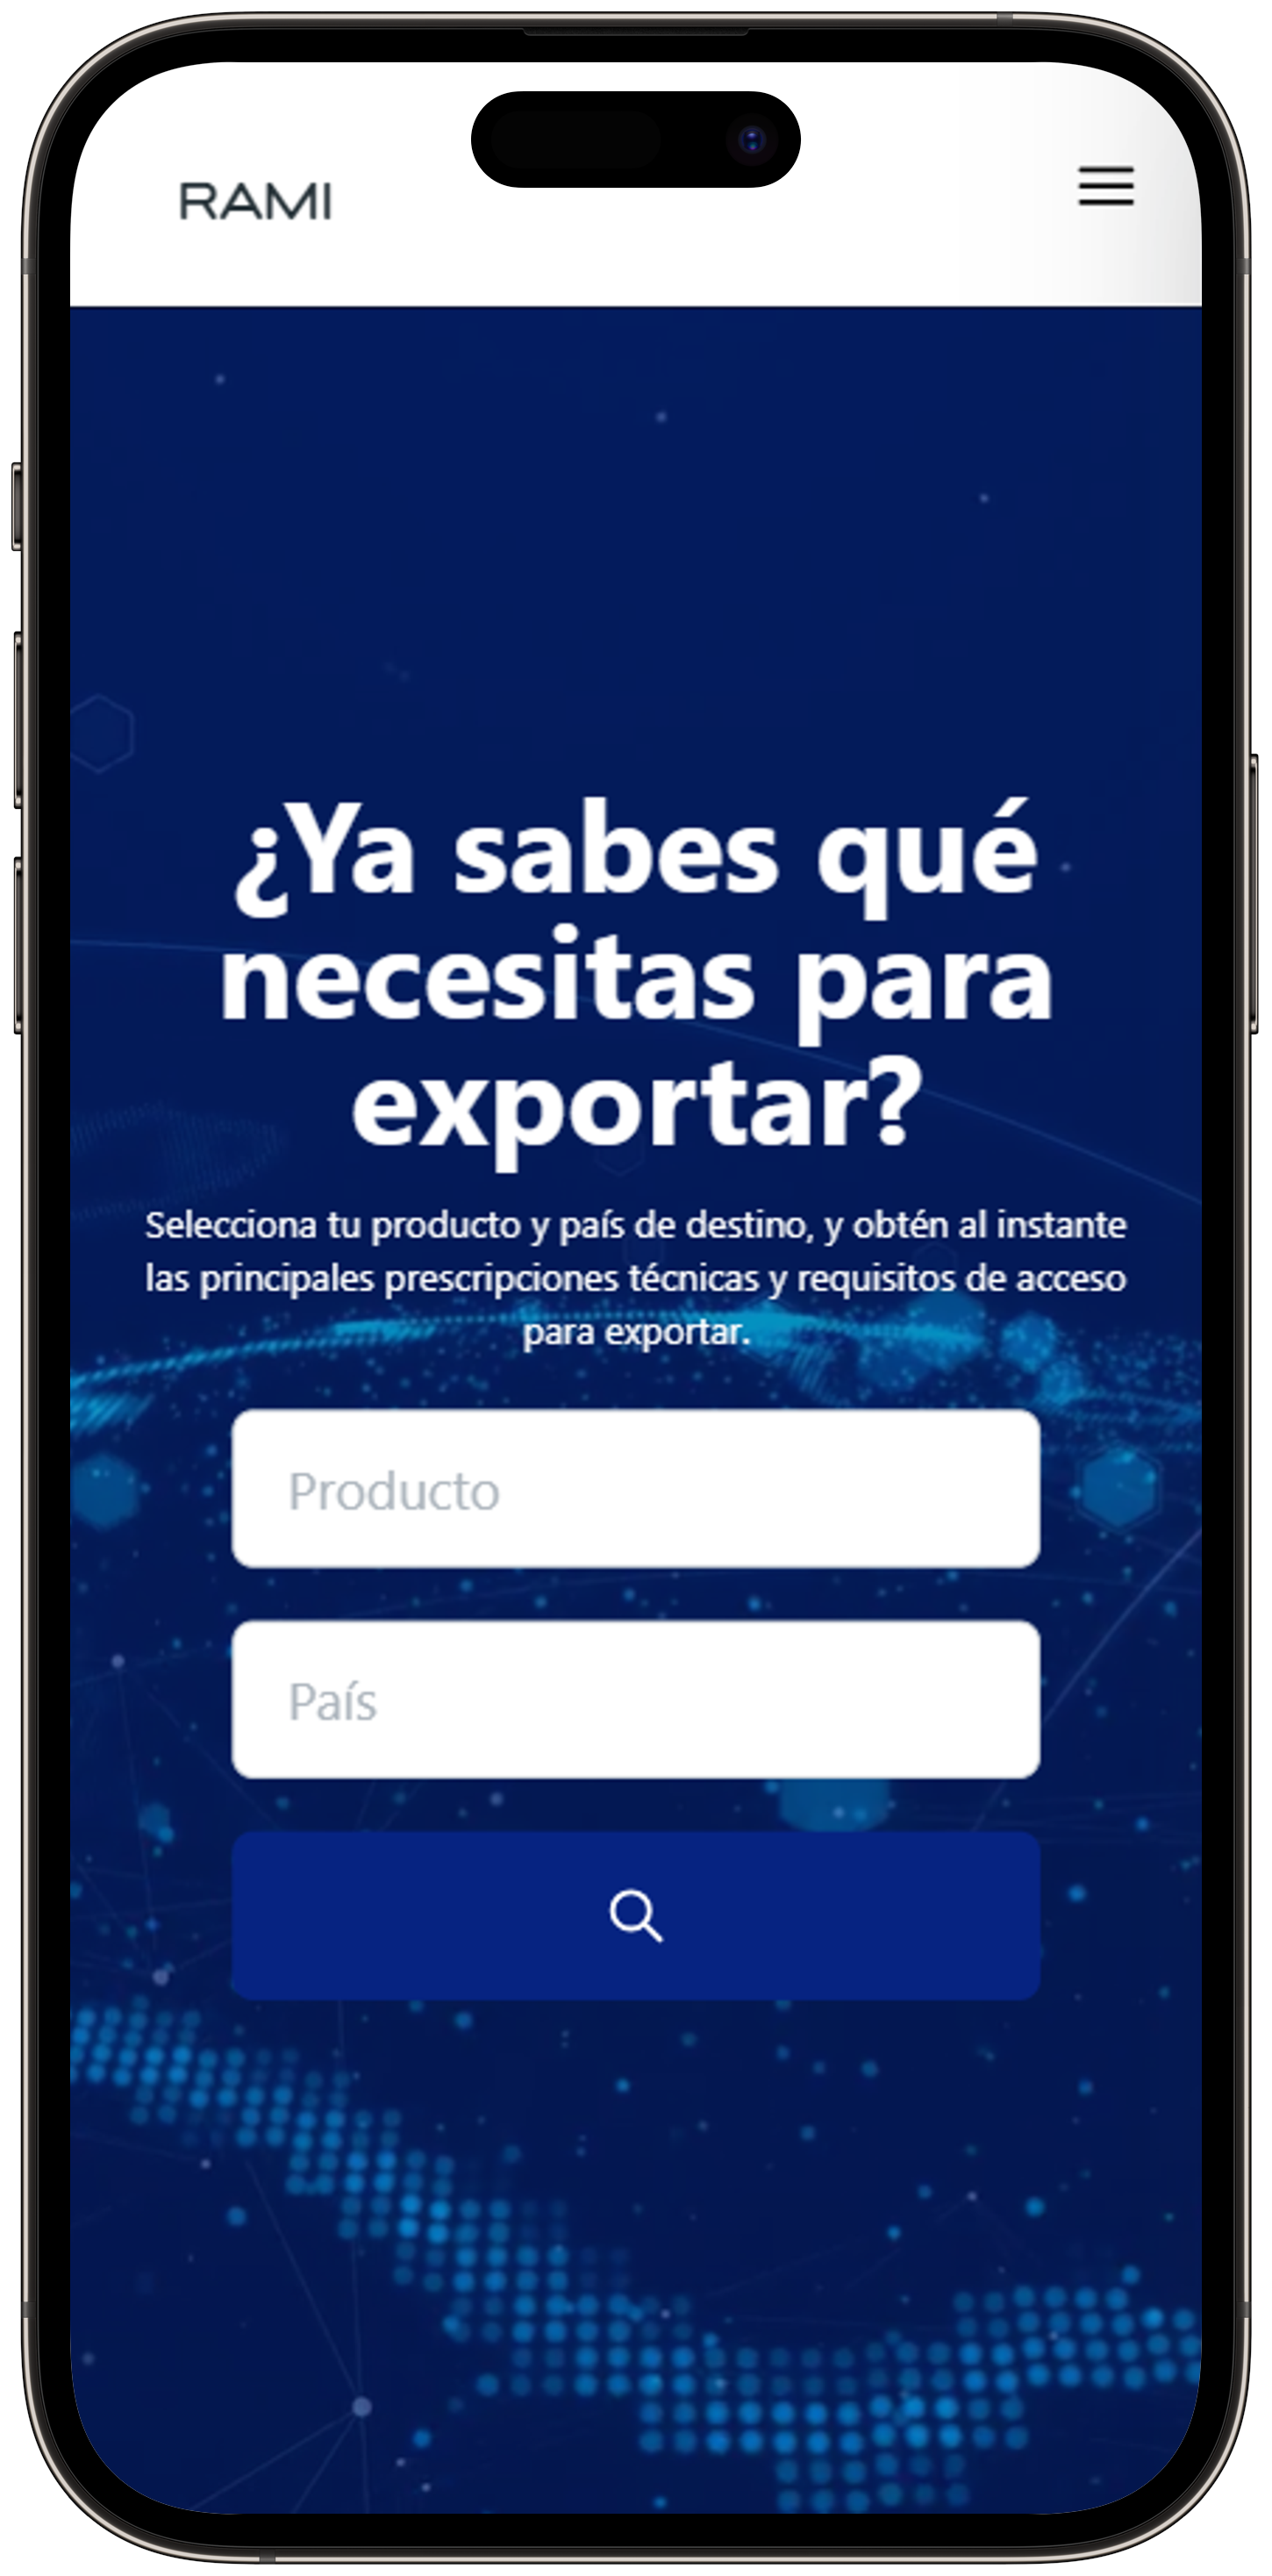 RAMI
¿Ya sabes qué
necesitas para
exportar?
Selecciona tu producto y país de destino, y obtén al instante
las principales prescripciones técnicas y requisitos de acceso
para exportar.
Producto
País